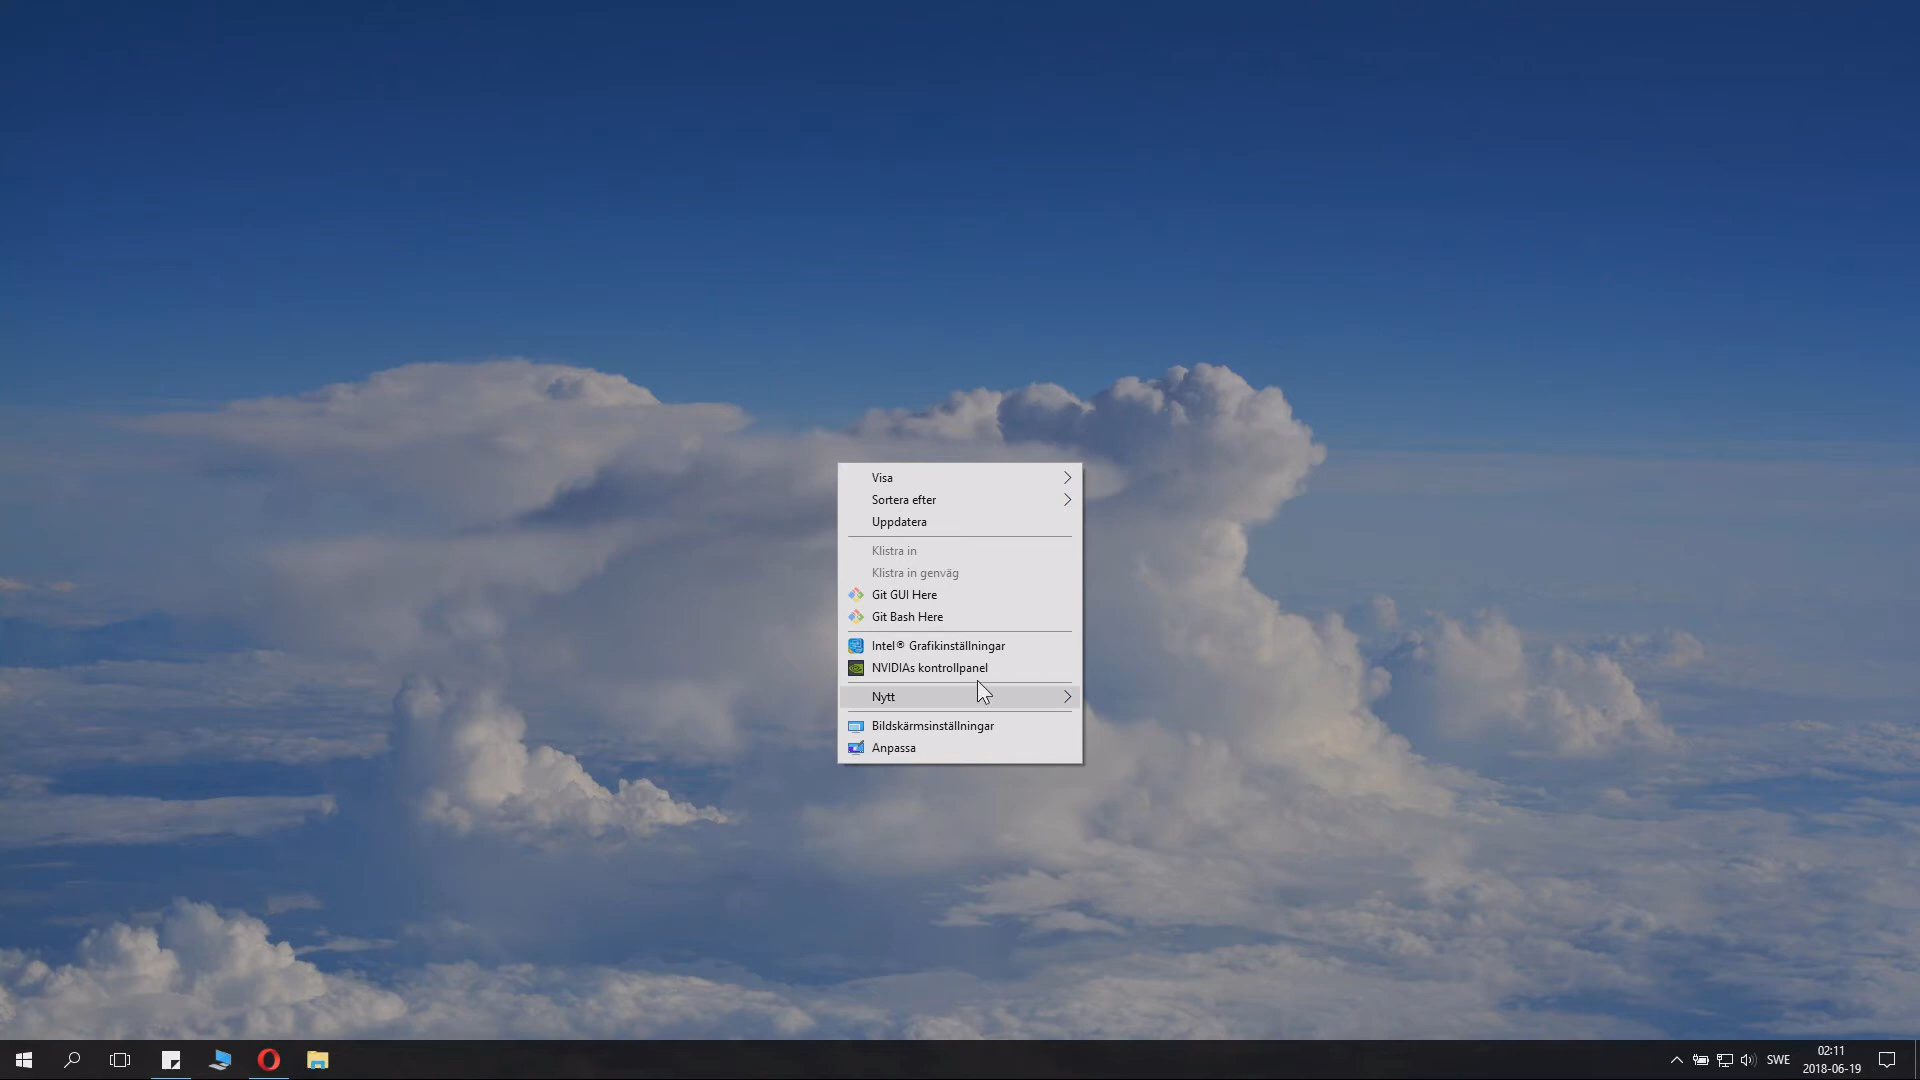 Visa
Sortera efter
Uppdatera
Klistra in
Klistra in genväg
Git GUI Here
Git Bash Here
Intel® Grafikinställningar
NVIDIAs kontrollpanel
Nytt
Bildskärmsinställningar
Anpassa
SWE
02:11
2018-06-19